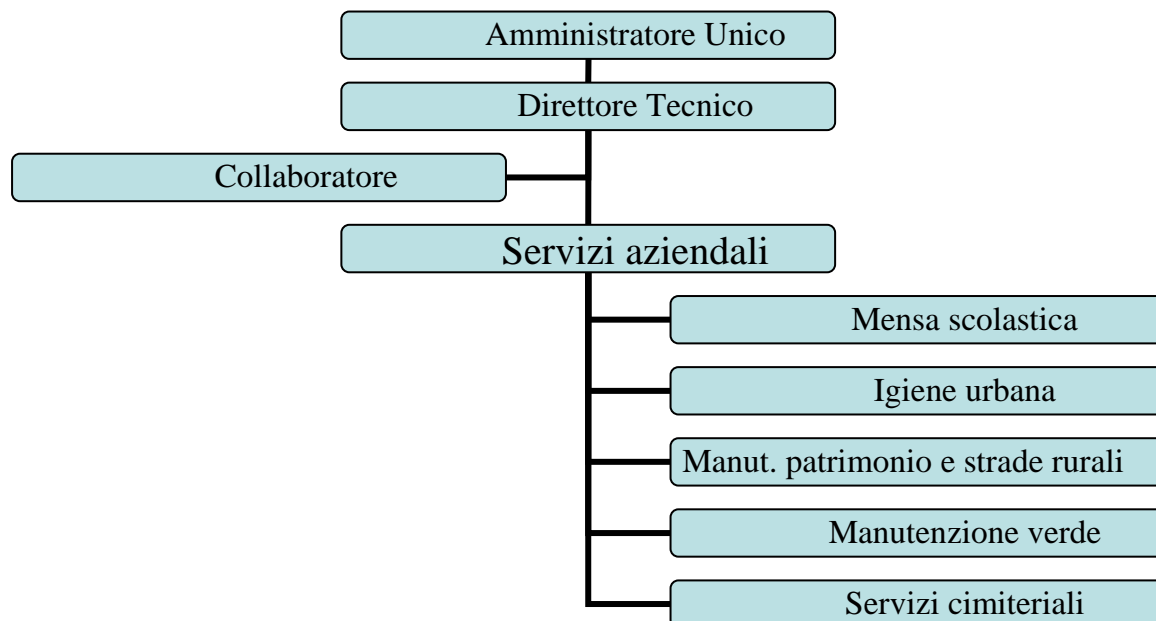 Amministratore Unico
Direttore Tecnico
Collaboratore
Servizi aziendali
Mensa scolastica
Igiene urbana
Manut. patrimonio e strade rurali
Manutenzione verde
Servizi cimiteriali